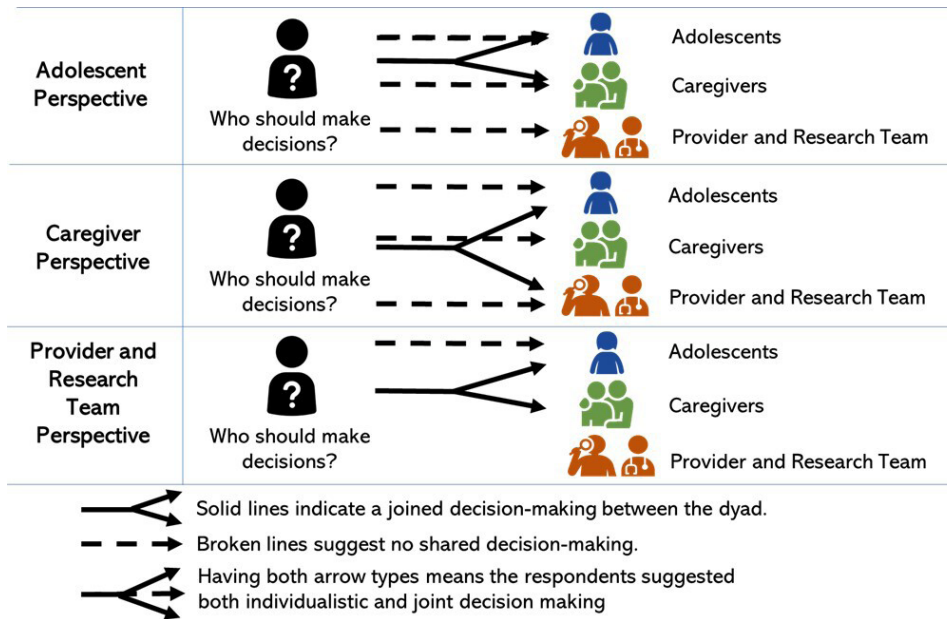 Adolescent
Perspective
?
Who should make
decisions?
Adolescents
Caregivers
Provider and Research Team
Caregiver
Perspective
?
Who should make
decisions?
Adolescents
Caregivers
Provider and Research Team
Provider and
Research
Team
Perspective
?
Who should make
decisions?
Adolescents
Caregivers
Provider and Research Team
Solid lines indicate a joined decision-making between the dyad.
Broken lines suggest no shared decision-making.
Having both arrow types means the respondents suggested
both individualistic and joint decision making